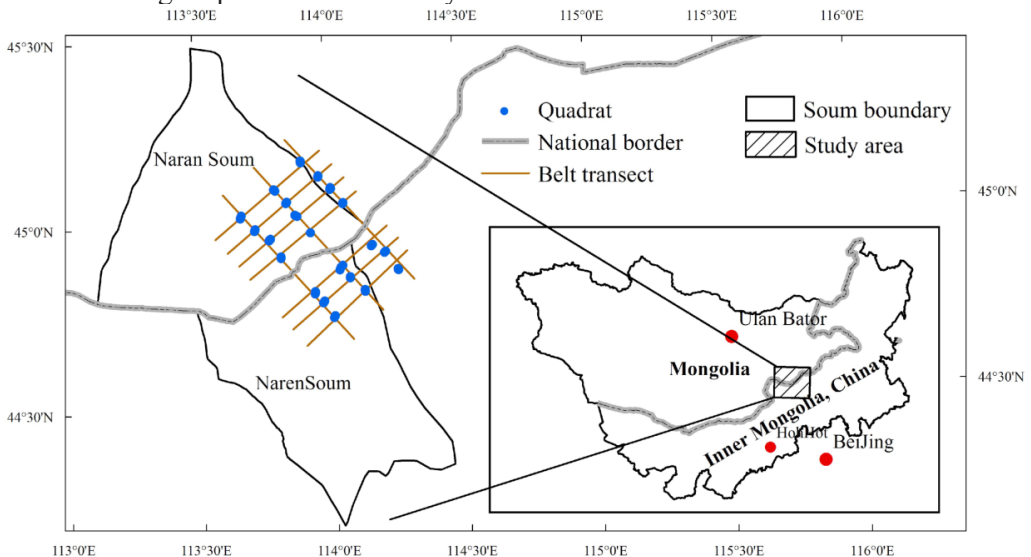 113°30'E 114°0'E 114°30'E 115°0'E 115°30'E 116°0'E
45°30'N
Quadrat
National border
Belt transect
Soum boundary
Study area
Naran Soum
45°0'N
45°0'N
NarenSoum
44°30'N
44°30'N
Ulan Bator
Mongolia
Inner Mongolia, China
HohHot
BeiJing
113°0'E 113°30'E 114°0'E 114°30'E 115°0'E 115°30'E 116°0'E